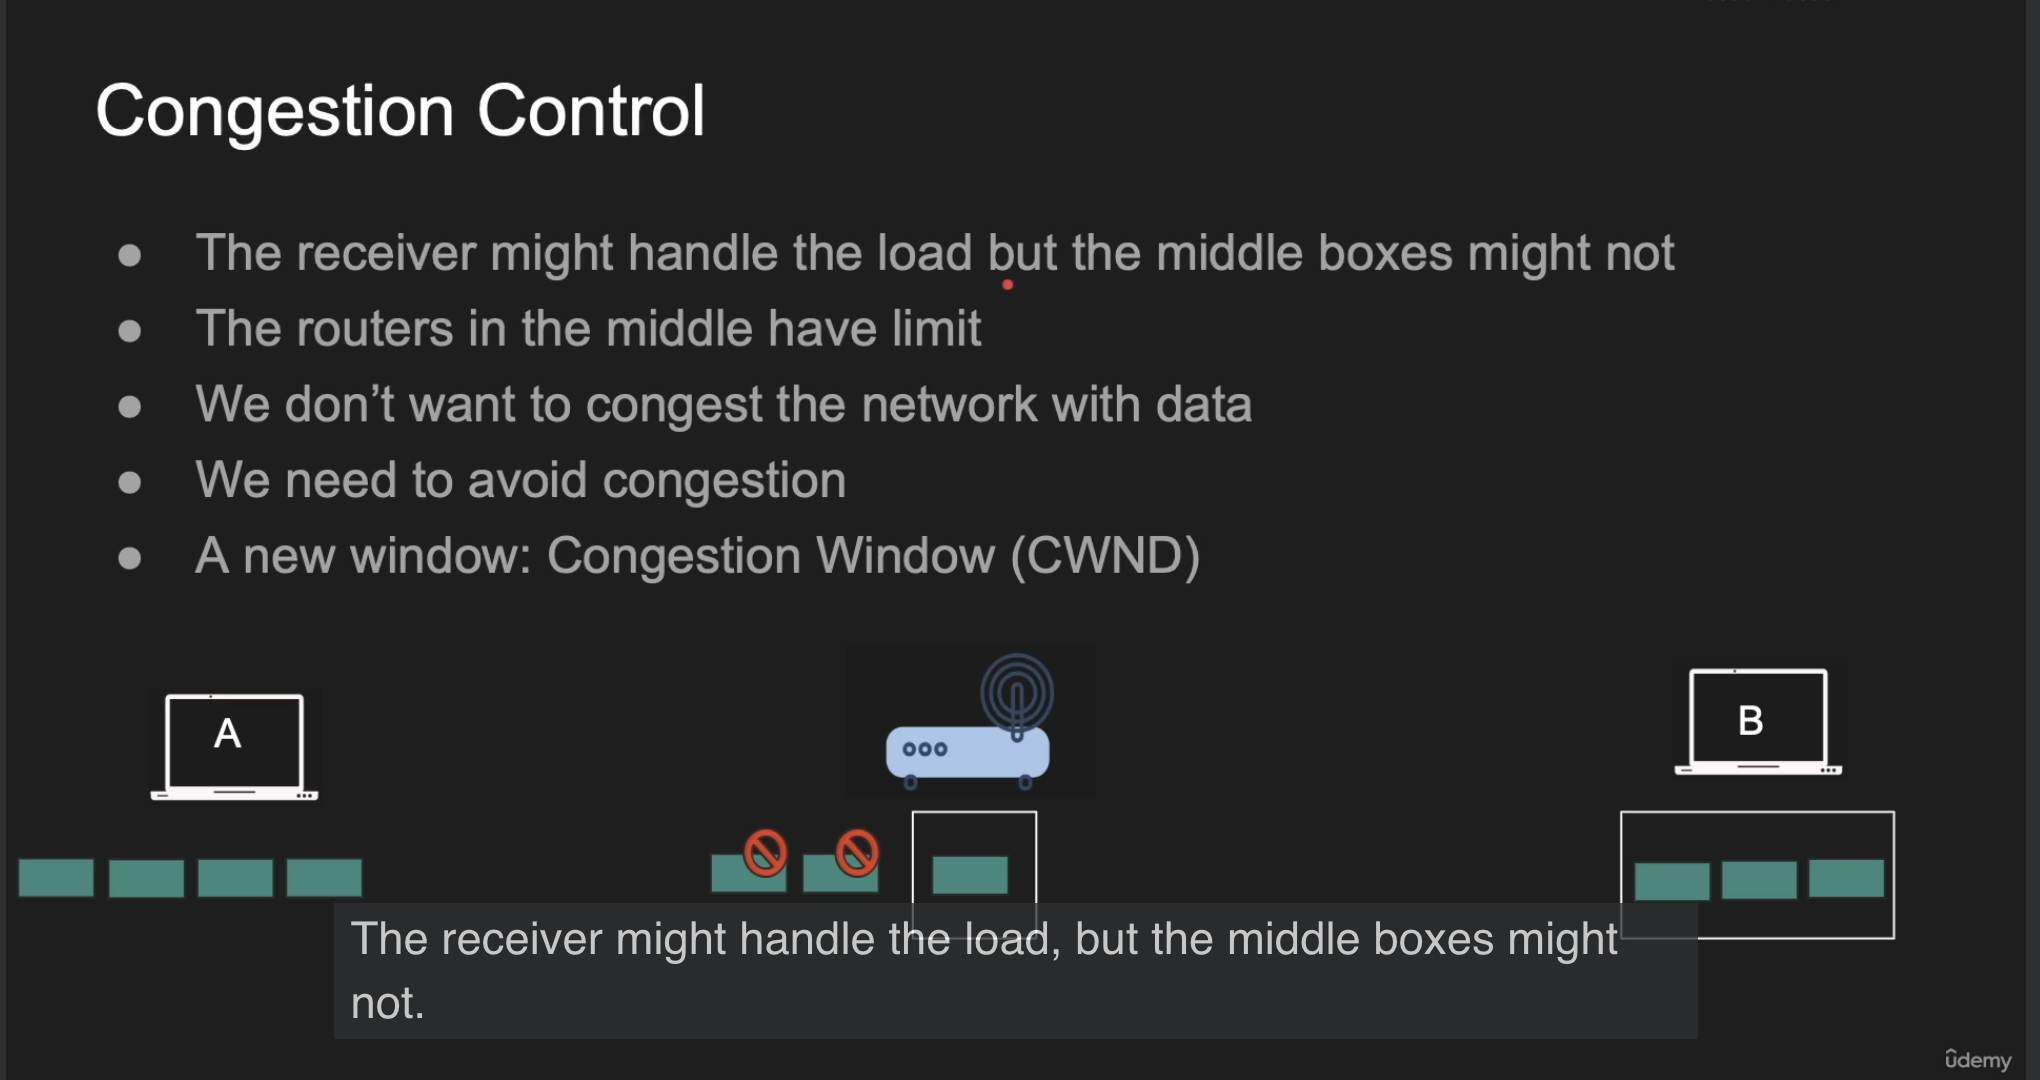 Congestion Control
● The receiver might handle the load but the middle boxes might not
● The routers in the middle have limit
● We don’t want to congest the network with data
● We need to avoid congestion
● A new window: Congestion Window (CWND)
A
B
The receiver might handle the load, but the middle boxes might
not.
ûdemy